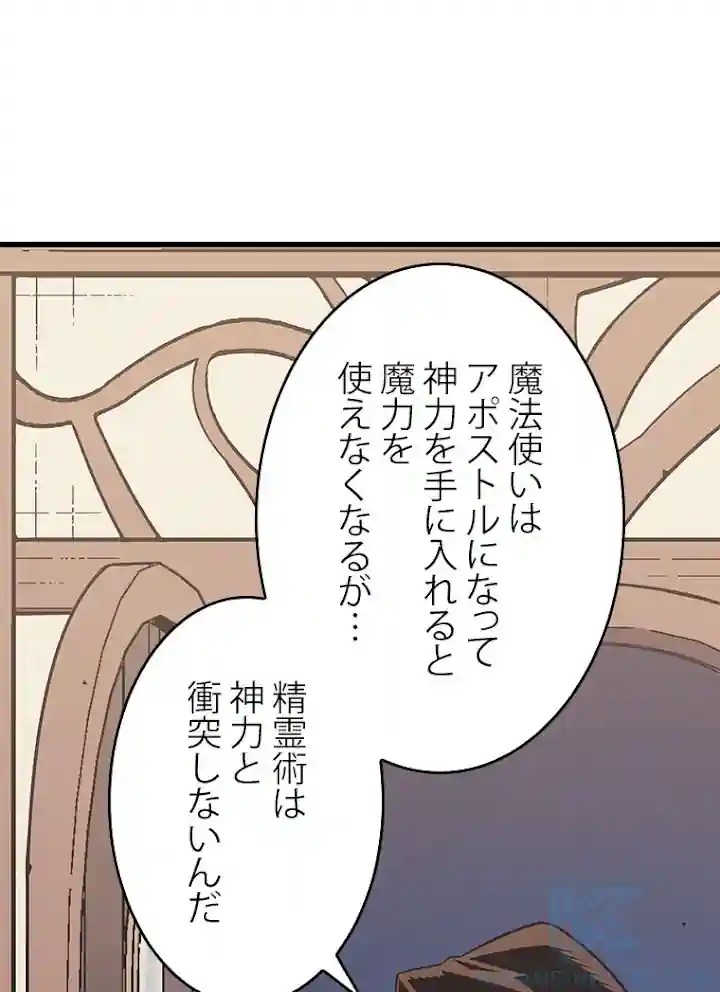 魔法使いは
アポストルになって
神力を手に入れると
魔力を
使えなくなるが…
精霊術は
神力と
衝突しないんだ